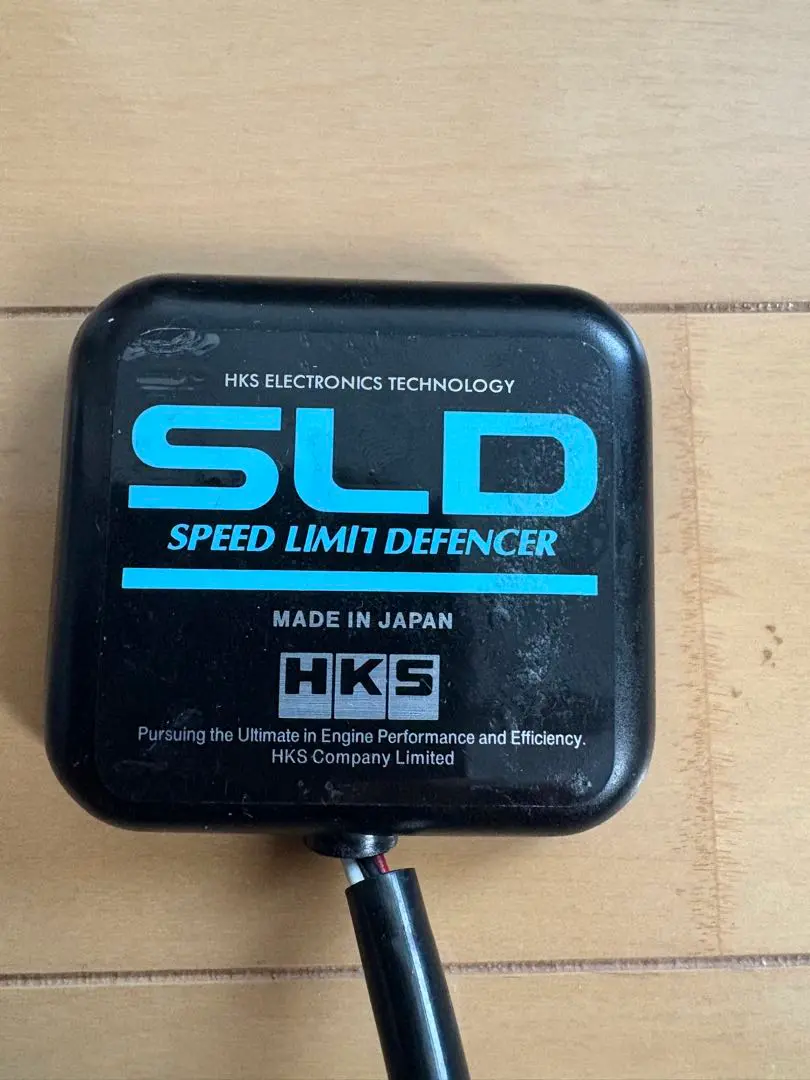 HKS ELECTRONICS TECHNOLOGY
SLD
SPEED LIMIT DEFENCER
MADE IN JAPAN
HKS
Pursuing the Ultimate in Engine Performance and Efficiency.
HKS Company Limited